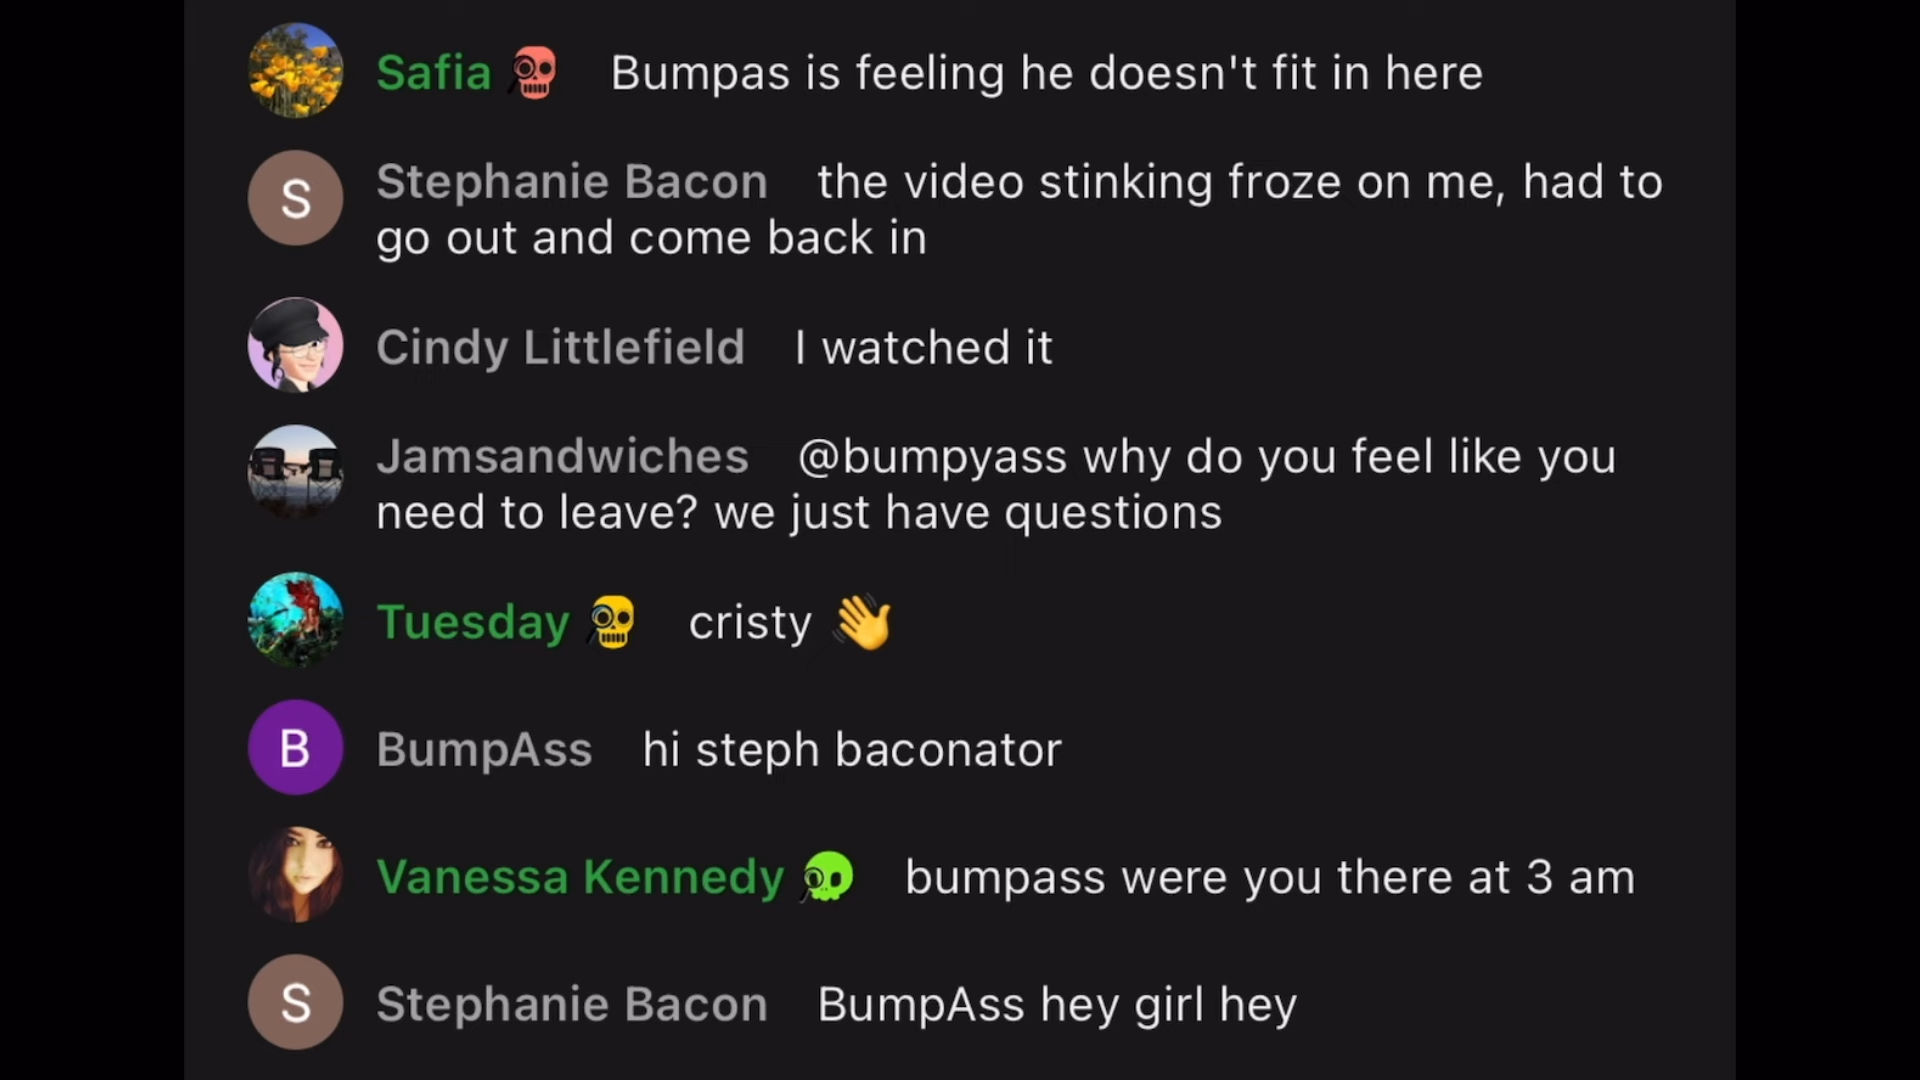 Safia Bumpas is feeling he doesn't fit in here
S Stephanie Bacon the video stinking froze on me, had to
go out and come back in
Cindy Littlefield I watched it
Jamsandwiches @bumpyass why do you feel like you
need to leave? we just have questions
Tuesday cristy 👋
B BumpAss hi steph baconator
Vanessa Kennedy bumpass were you there at 3 am
S Stephanie Bacon BumpAss hey girl hey